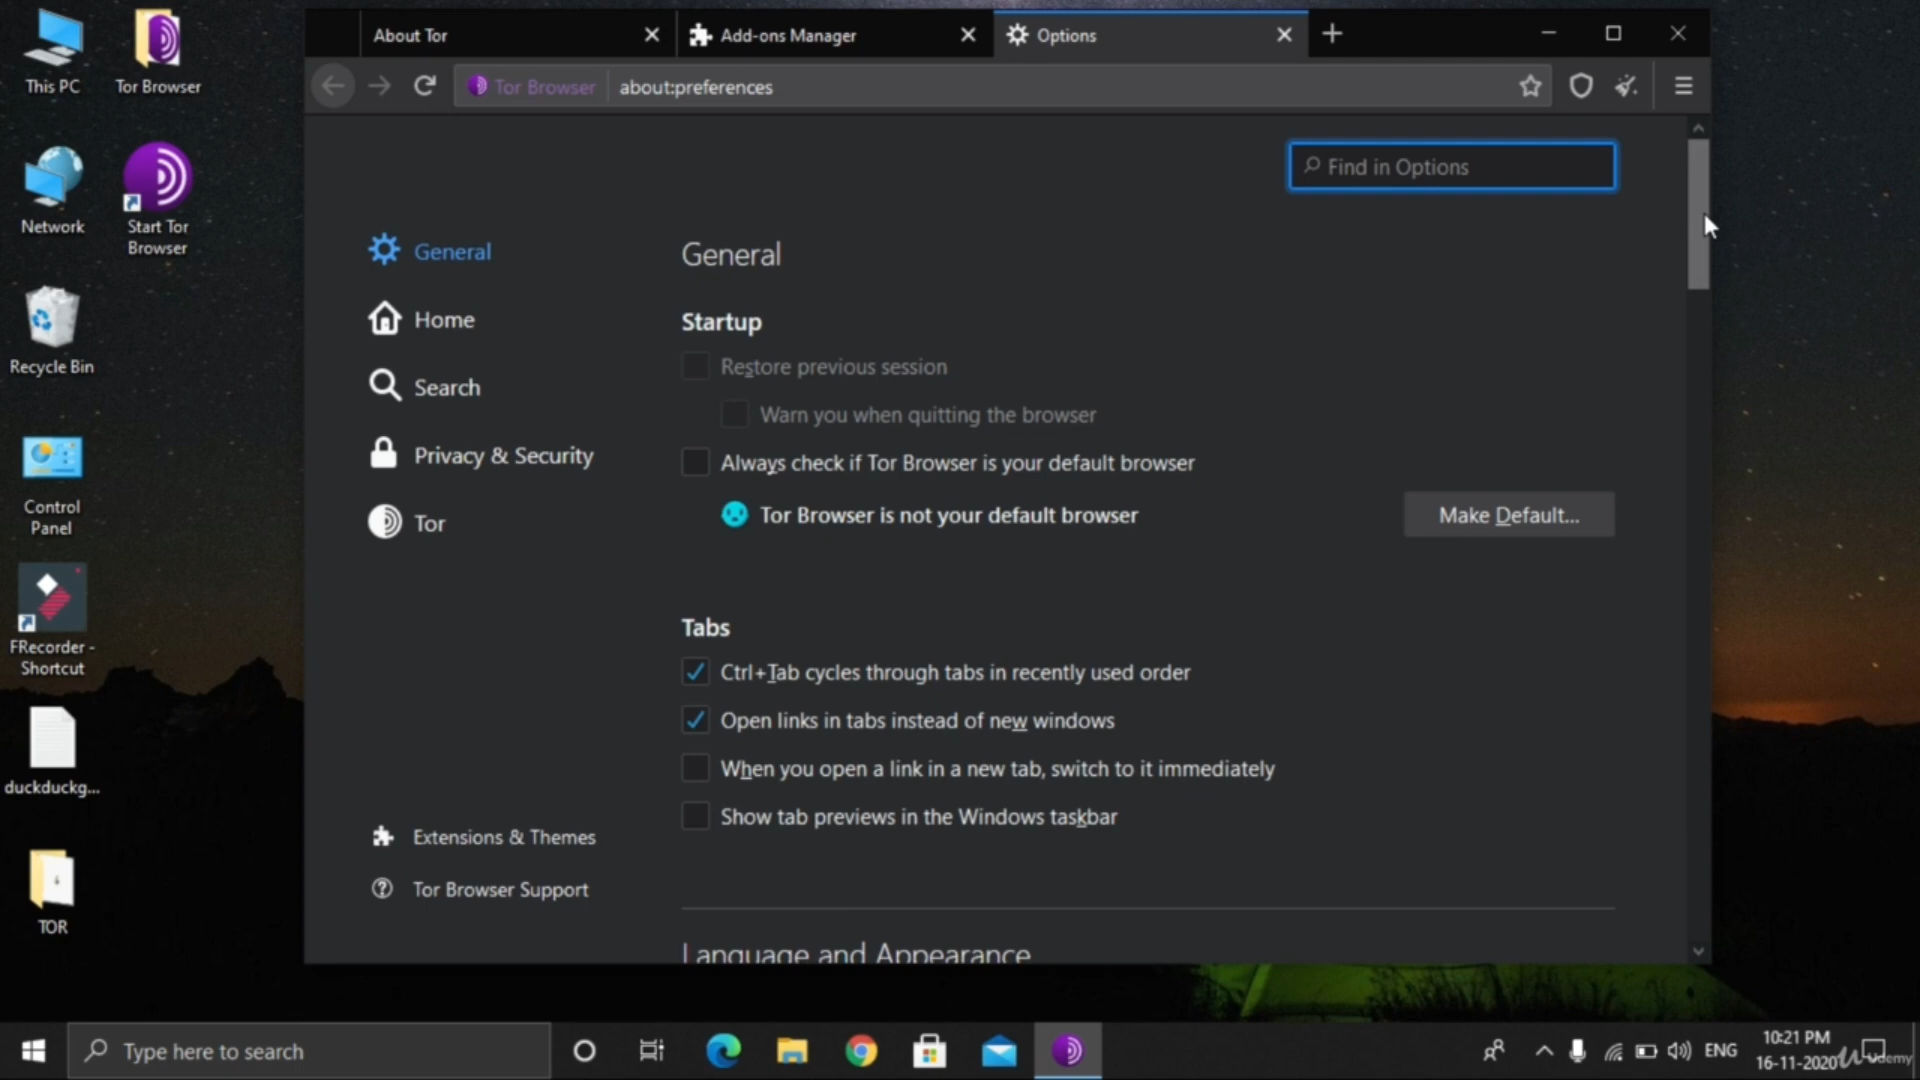 This PC
Tor Browser
Network
Start Tor
Browser
Recycle Bin
Control
Panel
FRecorder -
Shortcut
duckduckg...
TOR
About Tor
Add-ons Manager
Options
Tor Browser
about:preferences
Find in Options
General
Home
Search
Privacy & Security
Tor
Extensions & Themes
Tor Browser Support
General
Startup
Restore previous session
Warn you when quitting the browser
Always check if Tor Browser is your default browser
Tor Browser is not your default browser
Make Default...
Tabs
Ctrl+Tab cycles through tabs in recently used order
Open links in tabs instead of new windows
When you open a link in a new tab, switch to it immediately
Show tab previews in the Windows taskbar
Language and Appearance
Type here to search
ENG
10:21 PM
16-11-2020
Udemy